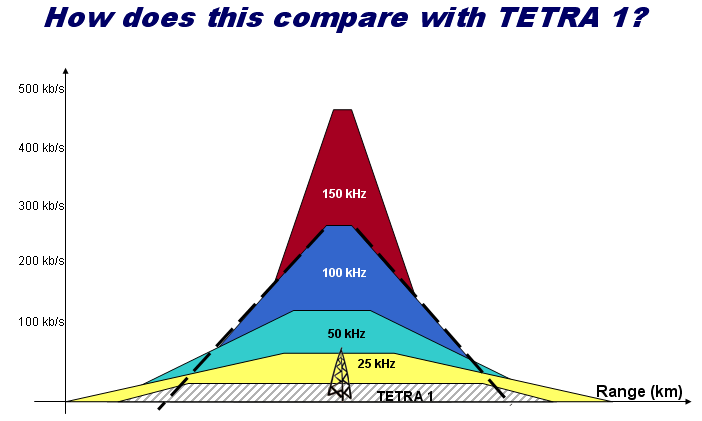 How does this compare with TETRA 1?
500 kb/s
400 kb/s
300 kb/s
200 kb/s
100 kb/s
150 kHz
100 kHz
50 kHz
25 kHz
TETRA 1
Range (km)